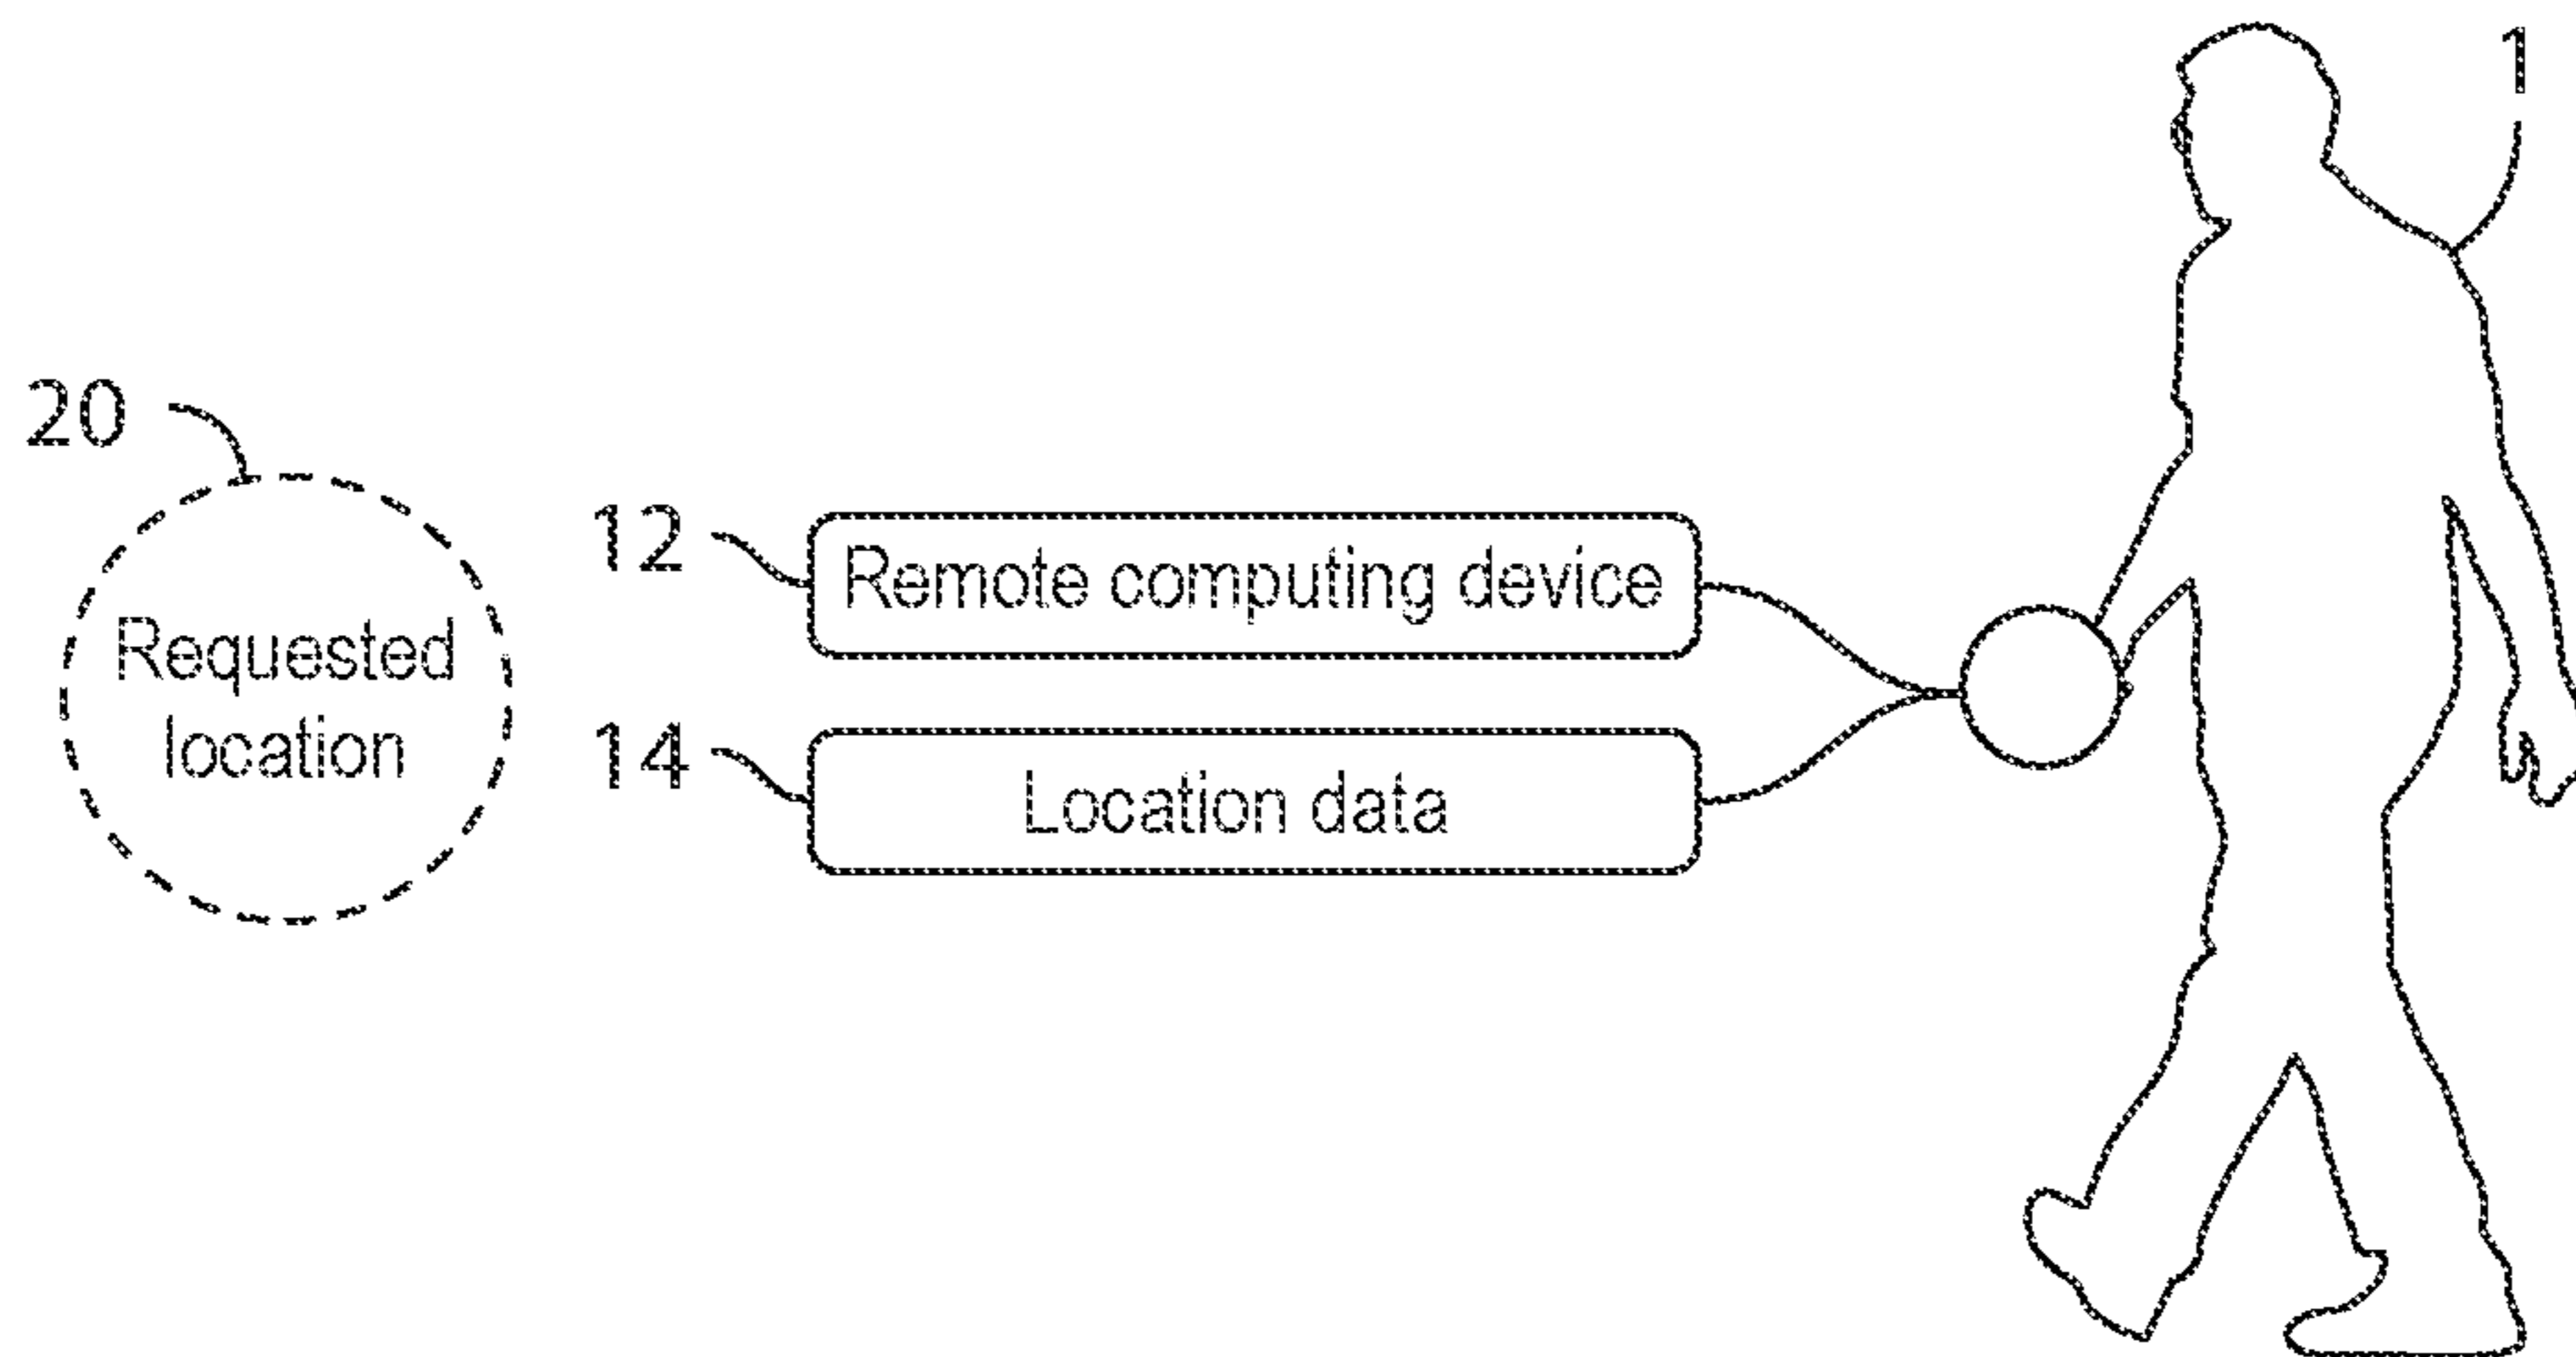 1
20
12
Remote computing device
Requested
location
14
Location data